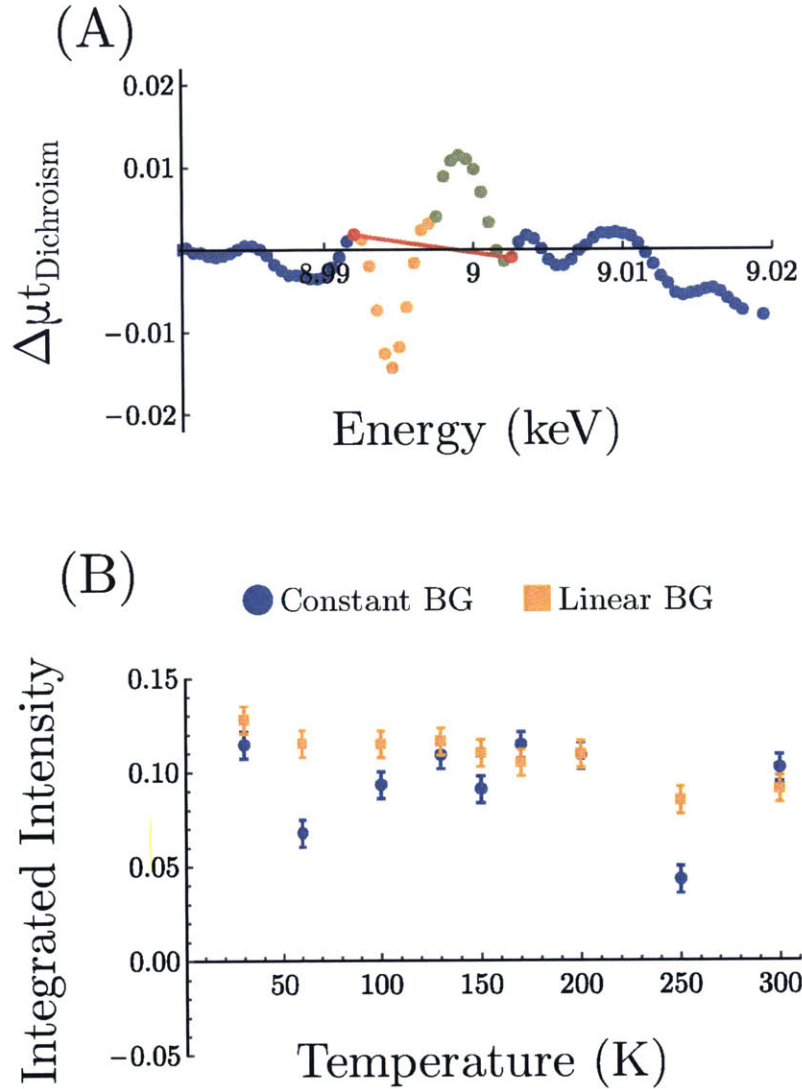 (A)
0.02
0.01
−0.01
−0.02
ΔμtDichroism
8.99 9 9.01 9.02
Energy (keV)
(B)
Constant BG Linear BG
0.15
0.10
0.05
0.00
−0.05
Integrated Intensity
50 100 150 200 250 300
Temperature (K)